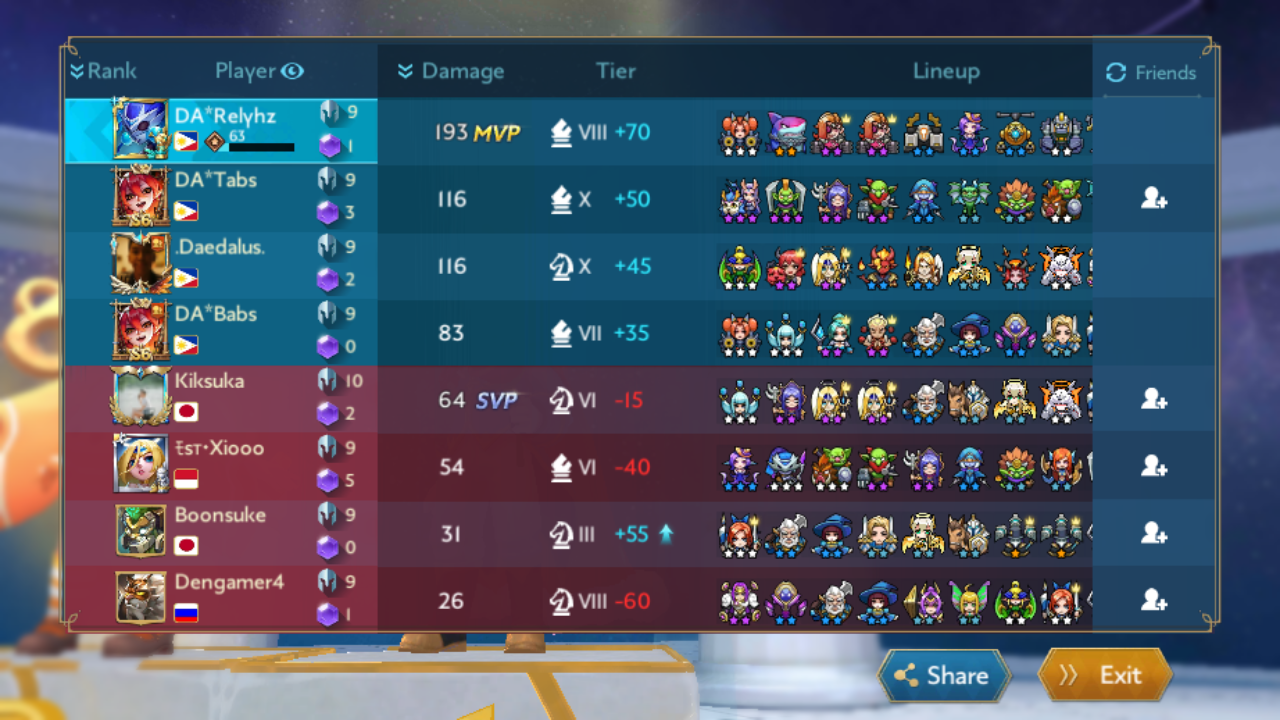 Rank Player Damage Tier Lineup Friends
DA*Relyhz 9 193 MVP VIII +70
63 1
DA*Tabs 9 116 X +50
3
.Daedalus. 9 116 X +45
2
DA*Babs 9 83 VII +35
0
Kiksuka 10 64 SVP VI -15
2
ŧsт•Xiooo 9 54 VI -40
5
Boonsuke 9 31 III +55
0
Dengamer4 9 26 VIII -60
1
Share Exit